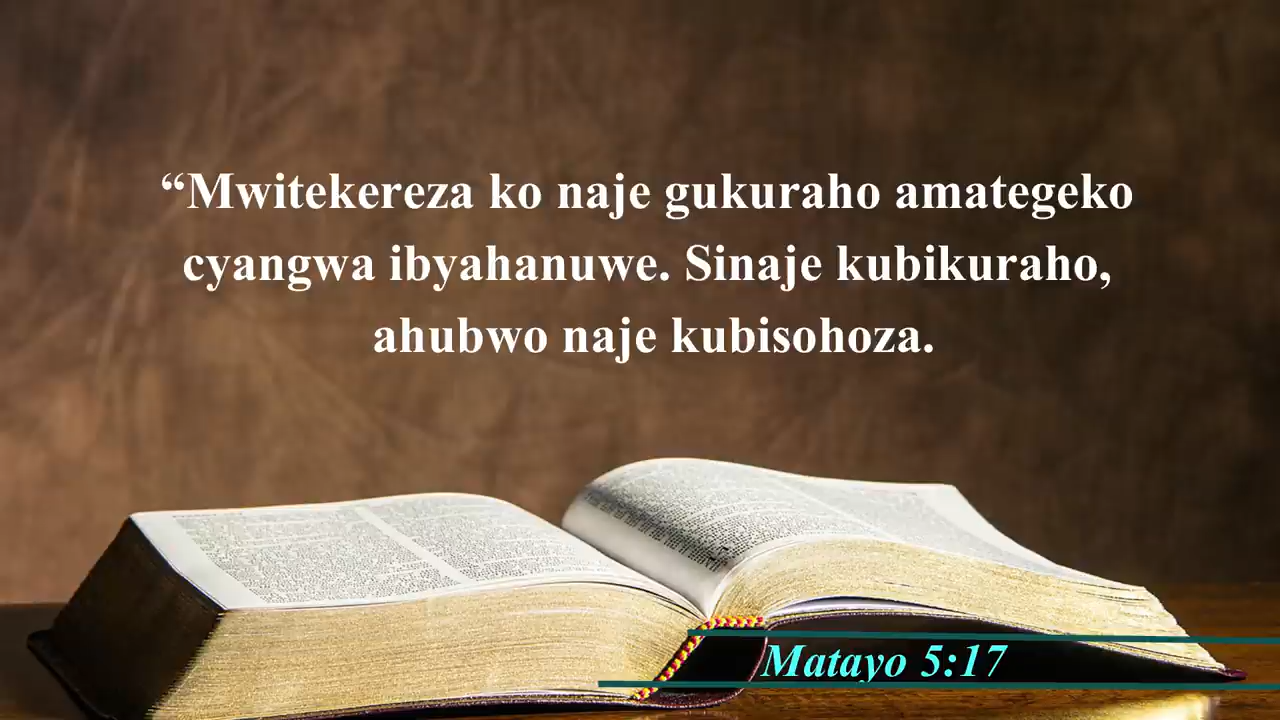 “Mwitekereza ko naje gukuraho amategeko
cyangwa ibyahanuwe. Sinaje kubikuraho,
ahubwo naje kubisohoza.
Matayo 5:17